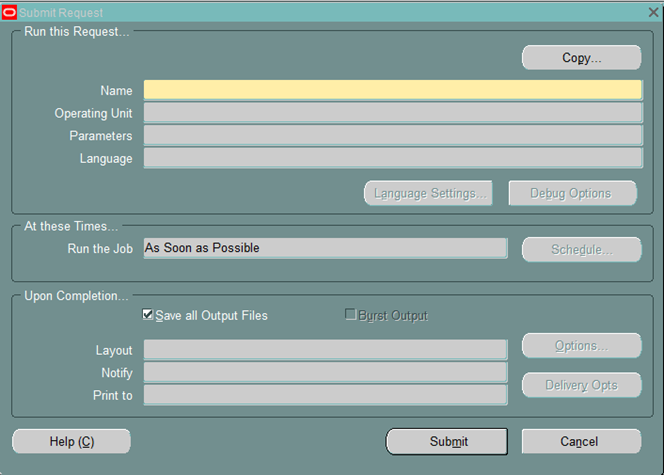 Submit Request
Run this Request...
Copy...
Name
Operating Unit
Parameters
Language
Language Settings... Debug Options
At these Times...
Run the Job As Soon as Possible Schedule...
Upon Completion...
Save all Output Files Burst Output
Layout Options...
Notify
Delivery Opts
Print to
Help (C) Submit Cancel